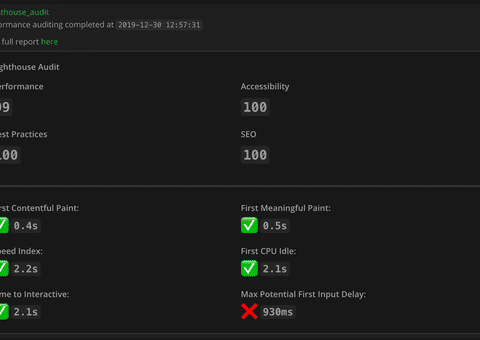 thouse_audit
ormance auditing completed at 2019-12-30 12:57:31
full report here
ghthouse Audit
erformance Accessibility
99 100
est Practices SEO
100 100
rst Contentful Paint: First Meaningful Paint:
0.4s 0.5s
peed Index: First CPU Idle:
2.2s 2.1s
me to Interactive: Max Potential First Input Delay:
2.1s 930ms